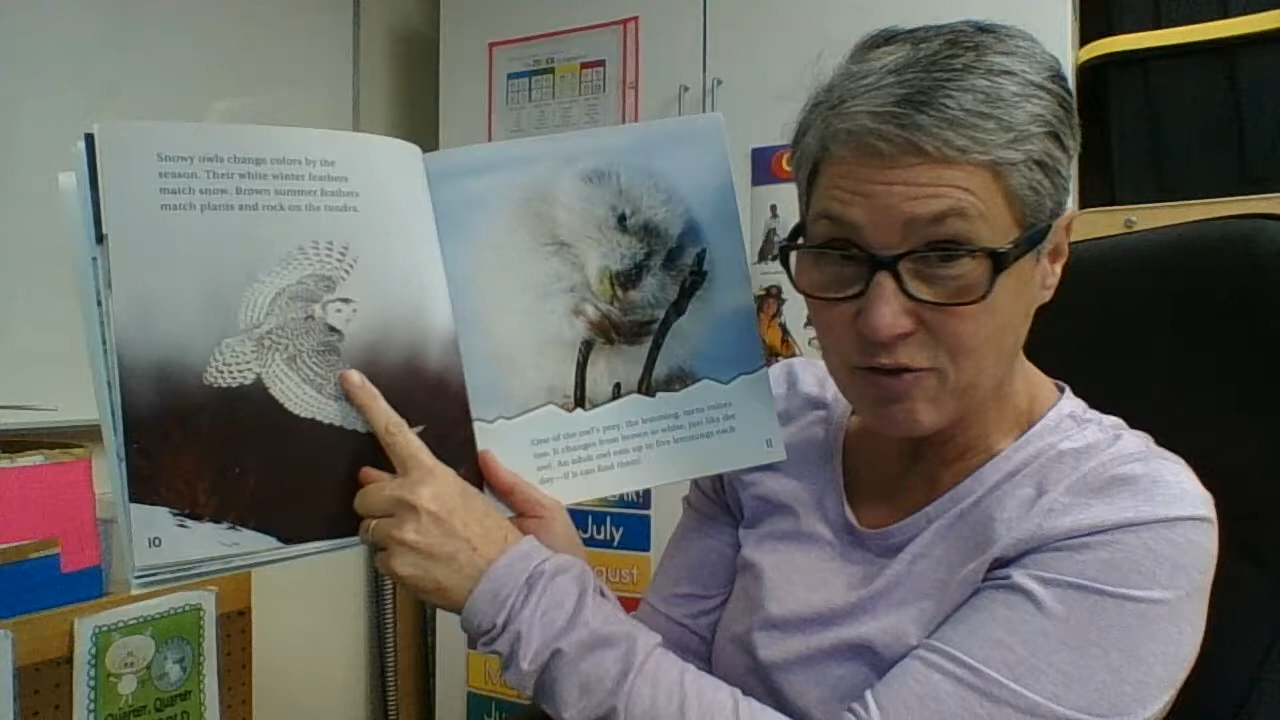 Snowy owls change colors by the
season. Their white winter feathers
match snow. Brown summer feathers
match plants and rock on the tundra.
10
One of the owl's prey, the lemming, turns colors
too. It changes from brown to white, just like the
owl. An adult owl eats up to five lemmings each
day—if it can find them!
11
July
gust
Quarter, Quarter